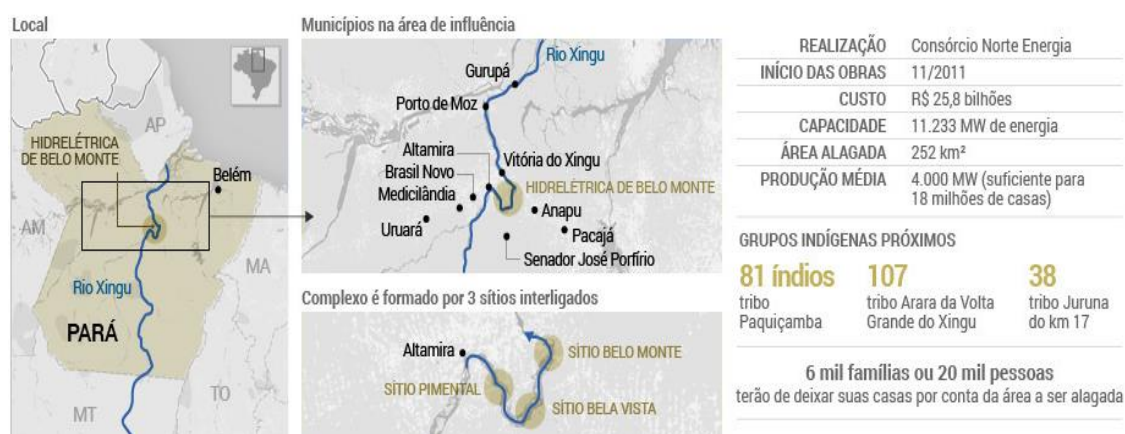 Local
AP
HIDRELÉTRICA
DE BELO MONTE
Belém
AM
MA
Rio Xingu
PARÁ
TO
MT
Municípios na área de influência
Rio Xingu
Gurupá
Porto de Moz
Altamira
Vitória do Xingu
Brasil Novo
HIDRELÉTRICA DE BELO MONTE
Medicilândia
Anapu
Uruará
Pacajá
Senador José Porfírio
Complexo é formado por 3 sítios interligados
Altamira
SÍTIO BELO MONTE
SÍTIO PIMENTAL
SÍTIO BELA VISTA
REALIZAÇÃO Consórcio Norte Energia
INÍCIO DAS OBRAS 11/2011
CUSTO R$ 25,8 bilhões
CAPACIDADE 11.233 MW de energia
ÁREA ALAGADA 252 km²
PRODUÇÃO MÉDIA 4.000 MW (suficiente para
18 milhões de casas)
GRUPOS INDÍGENAS PRÓXIMOS
81 índios
tribo
Paquiçamba
107
tribo Arara da Volta
Grande do Xingu
38
tribo Juruna
do km 17
6 mil famílias ou 20 mil pessoas
terão de deixar suas casas por conta da área a ser alagada